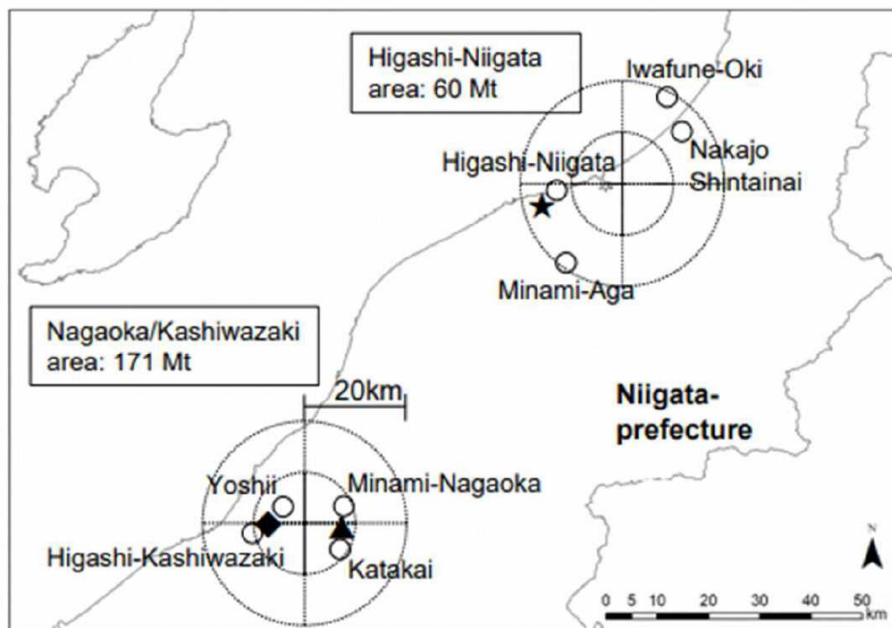 Higashi-Niigata
area: 60 Mt
Iwafune-Oki
Higashi-Niigata
Nakajo
Shintainai
Minami-Aga
Nagaoka/Kashiwazaki
area: 171 Mt
20km
Niigata-
prefecture
Yoshii
Minami-Nagaoka
Higashi-Kashiwazaki
Katakai
N
0 5 10 20 30 40 50
km